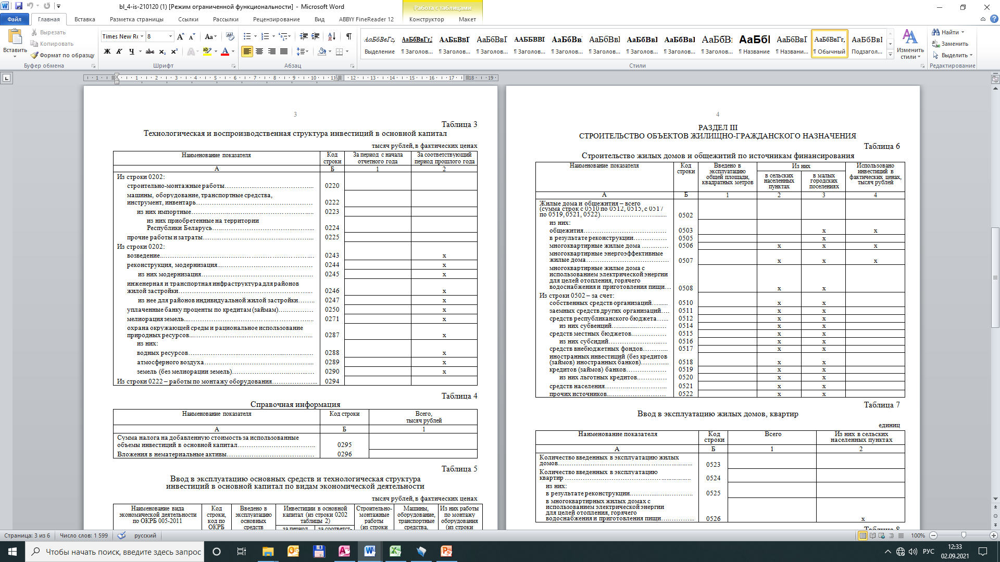 bl_4-is-210120 (1) [Режим ограниченной функциональности] - Microsoft Word
Работа с таблицами
Файл Главная Вставка Разметка страницы Ссылки Рассылки Рецензирование Вид ABBYY FineReader 12 Конструктор Макет
Вставить
Вырезать
Копировать
Формат по образцу
Буфер обмена
Times New Rc 8
Шрифт
Абзац
Выделение ¶ Заголов... ¶ Заголов... ¶ Заголов... ¶ Заголов... ¶ Заголов... ¶ Заголов... ¶ Заголов... ¶ Заголов... ¶ Заголов... ¶ Название ¶ Названи... ¶ Обычный Подзагол...
Стили
Изменить стили
Найти
Заменить
Выделить
Редактирование
3
Таблица 3
Технологическая и воспроизводственная структура инвестиций в основной капитал
тысяч рублей, в фактических ценах
Наименование показателя Код строки За период с начала отчетного года За соответствующий период прошлого года
А Б 1 2
Из строки 0202:
строительно-монтажные работы 0220
машины, оборудование, транспортные средства,
инструмент, инвентарь 0222
из них импортные 0223
из них приобретенные на территории
Республики Беларусь 0224
прочие работы и затраты 0225
Из строки 0202:
возведение 0243 х
реконструкция, модернизация 0244 х
из них модернизация 0245 х
инженерная и транспортная инфраструктура для районов
жилой застройки 0246 х
из нее для районов индивидуальной жилой застройки 0247 х
уплаченные банку проценты по кредитам (займам) 0250 х
мелиорация земель 0271 х
охрана окружающей среды и рациональное использование
природных ресурсов 0287 х
из них:
водных ресурсов 0288 х
атмосферного воздуха 0289 х
земель (без мелиорации земель) 0290 х
Из строки 0222 – работы по монтажу оборудования 0294
Таблица 4
Справочная информация
Наименование показателя Код строки Всего, тысяч рублей
А Б 1
Сумма налога на добавленную стоимость за использованные
объемы инвестиций в основной капитал 0295
Вложения в нематериальные активы 0296
Таблица 5
Ввод в эксплуатацию основных средств и технологическая структура
инвестиций в основной капитал по видам экономической деятельности
тысяч рублей, в фактических ценах
Наименование вида экономической деятельности по ОКРБ 005-2011
Код строки, код по ОКРБ
Введено в эксплуатацию основных средств
Инвестиции в основной капитал (из строки 0202 таблицы 2)
за период за соответст-
Строительно-монтажные работы (из строки
Машины, оборудование, транспортные средства,
Из них работы по монтажу оборудования (из строки
4
РАЗДЕЛ III
СТРОИТЕЛЬСТВО ОБЪЕКТОВ ЖИЛИЩНО-ГРАЖДАНСКОГО НАЗНАЧЕНИЯ
Таблица 6
Строительство жилых домов и общежитий по источникам финансирования
Наименование показателя Код строки Введено в эксплуатацию общей площади, квадратных метров Из них в сельских населенных пунктах в малых городских поселениях Использовано инвестиций в фактических ценах, тысяч рублей
А Б 1 2 3 4
Жилые дома и общежития – всего
(сумма строк с 0510 по 0512, 0515, с 0517
по 0519, 0521, 0522) 0502
из них:
общежития 0503 х х
в результате реконструкции 0505 х
многоквартирные жилые дома 0506 х х х
многоквартирные энергоэффективные
жилые дома 0507 х х х
многоквартирные жилые дома с
использованием электрической энергии
для целей отопления, горячего
водоснабжения и приготовления пищи 0508 х х
Из строки 0502 – за счет:
собственных средств организаций 0510 х х
заемных средств других организаций 0511 х х
средств республиканского бюджета 0512 х х
из них субвенций 0514 х х
средств местных бюджетов 0515 х х
из них субсидий 0516 х х
средств внебюджетных фондов 0517 х х
иностранных инвестиций (без кредитов
(займов) иностранных банков) 0518 х х
кредитов (займов) банков 0519 х х
из них льготных кредитов 0520 х х
средств населения 0521 х х
прочих источников 0522 х х
Таблица 7
Ввод в эксплуатацию жилых домов, квартир
единиц
Наименование показателя Код строки Всего Из них в сельских населенных пунктах
А Б 1 2
Количество введенных в эксплуатацию жилых
домов 0523
Количество введенных в эксплуатацию
квартир 0524
из них:
в результате реконструкции 0525
в многоквартирных жилых домах с
использованием электрической энергии
для целей отопления, горячего
водоснабжения и приготовления пищи 0526 х
Таблица 8
Страница: 3 из 6 Число слов: 1 599 русский 100%
Чтобы начать поиск, введите здесь запрос
РУС 12:33
02.09.2021